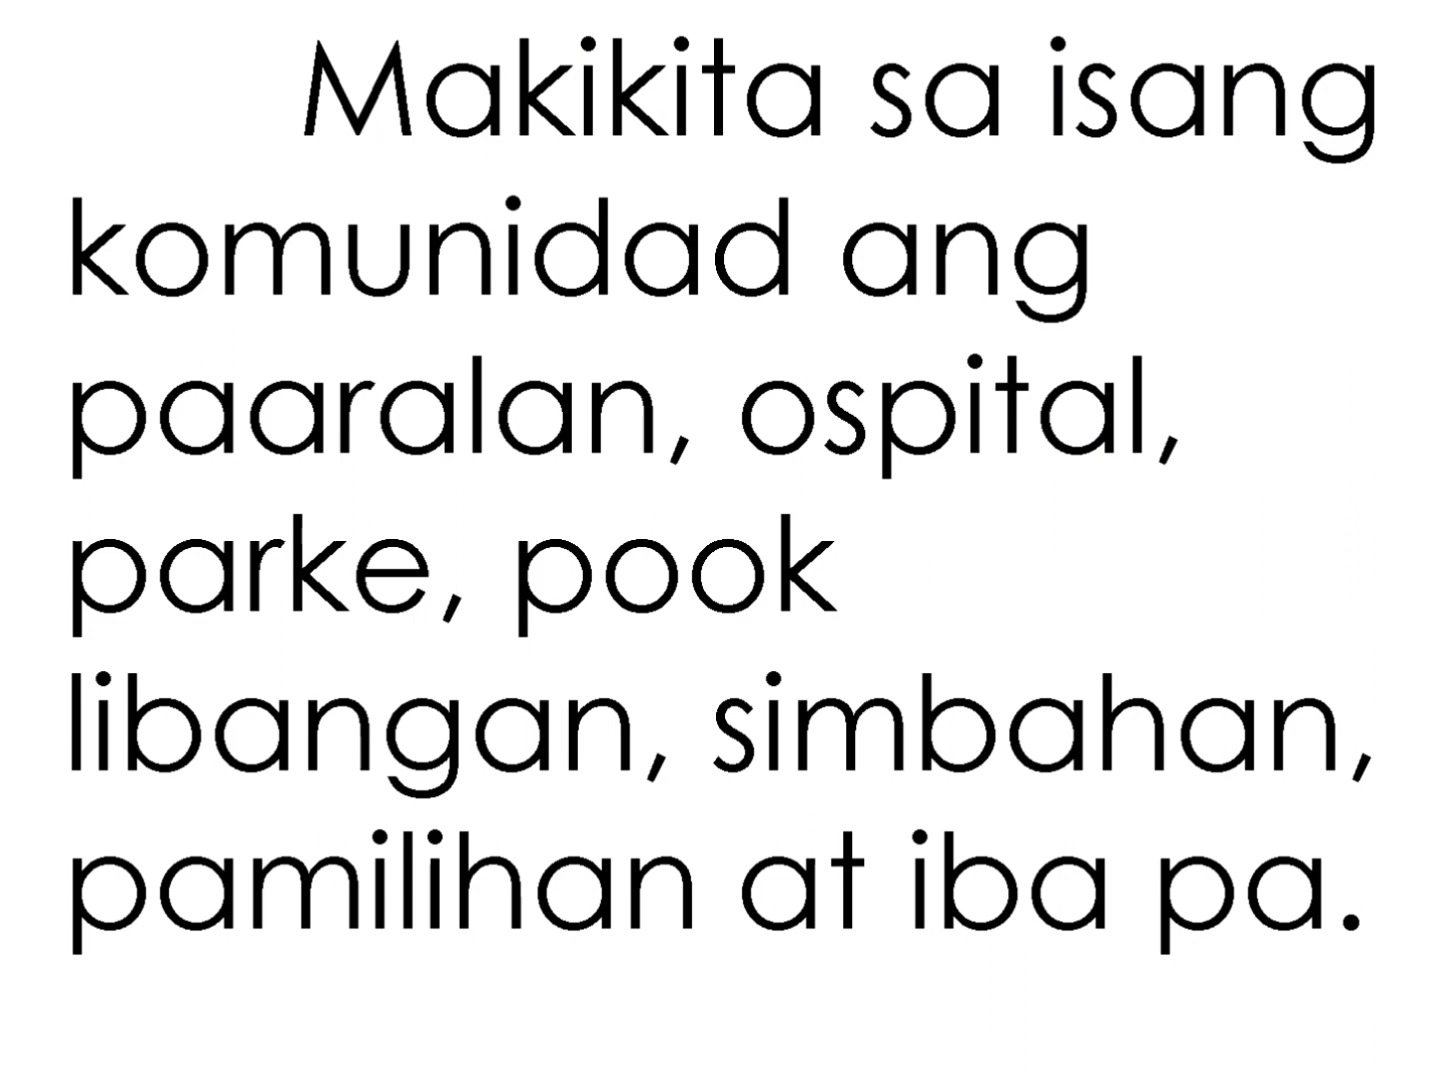 Makikita sa isang
komunidad ang
paaralan, ospital,
parke, pook
libangan, simbahan,
pamilihan at iba pa.